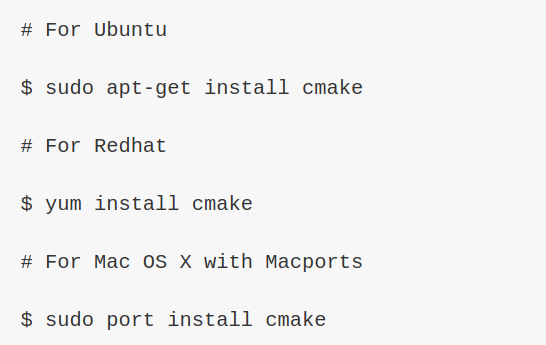 # For Ubuntu
$ sudo apt-get install cmake
# For Redhat
$ yum install cmake
# For Mac OS X with Macports
$ sudo port install cmake